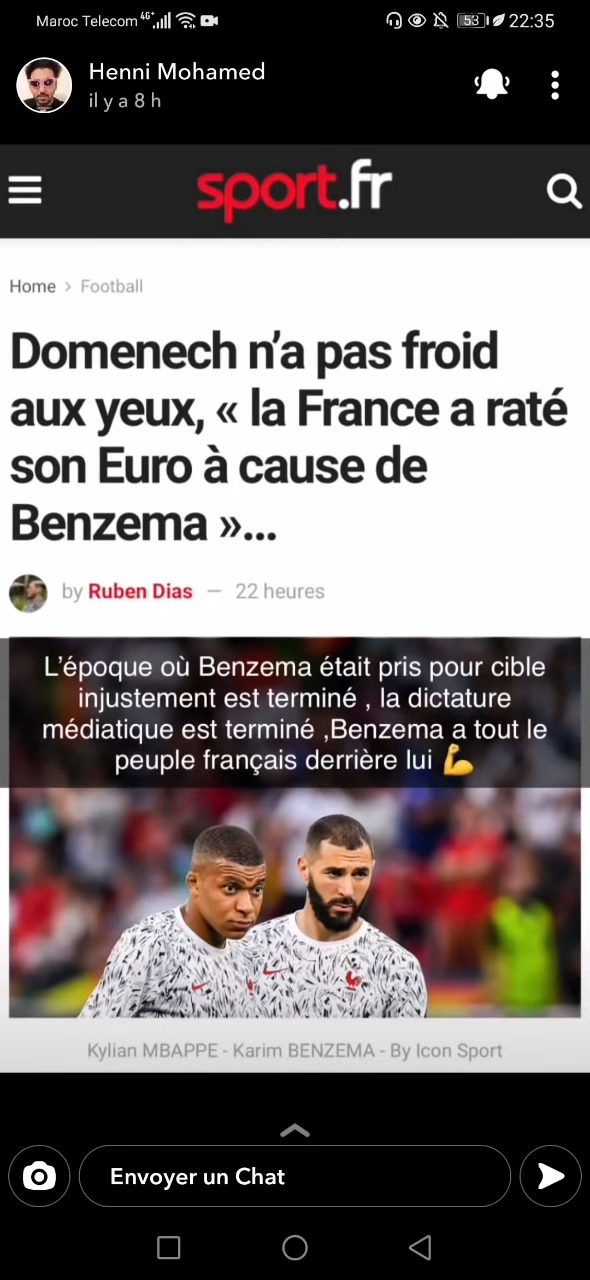 Maroc Telecom 4G+ 53 22:35
Henni Mohamed
il y a 8 h
sport.fr
Home > Football
Domenech n’a pas froid
aux yeux, « la France a raté
son Euro à cause de
Benzema »...
by Ruben Dias — 22 heures
L’époque où Benzema était pris pour cible
injustement est terminé , la dictature
médiatique est terminé ,Benzema a tout le
peuple français derrière lui 💪
Kylian MBAPPE - Karim BENZEMA - By Icon Sport
Envoyer un Chat